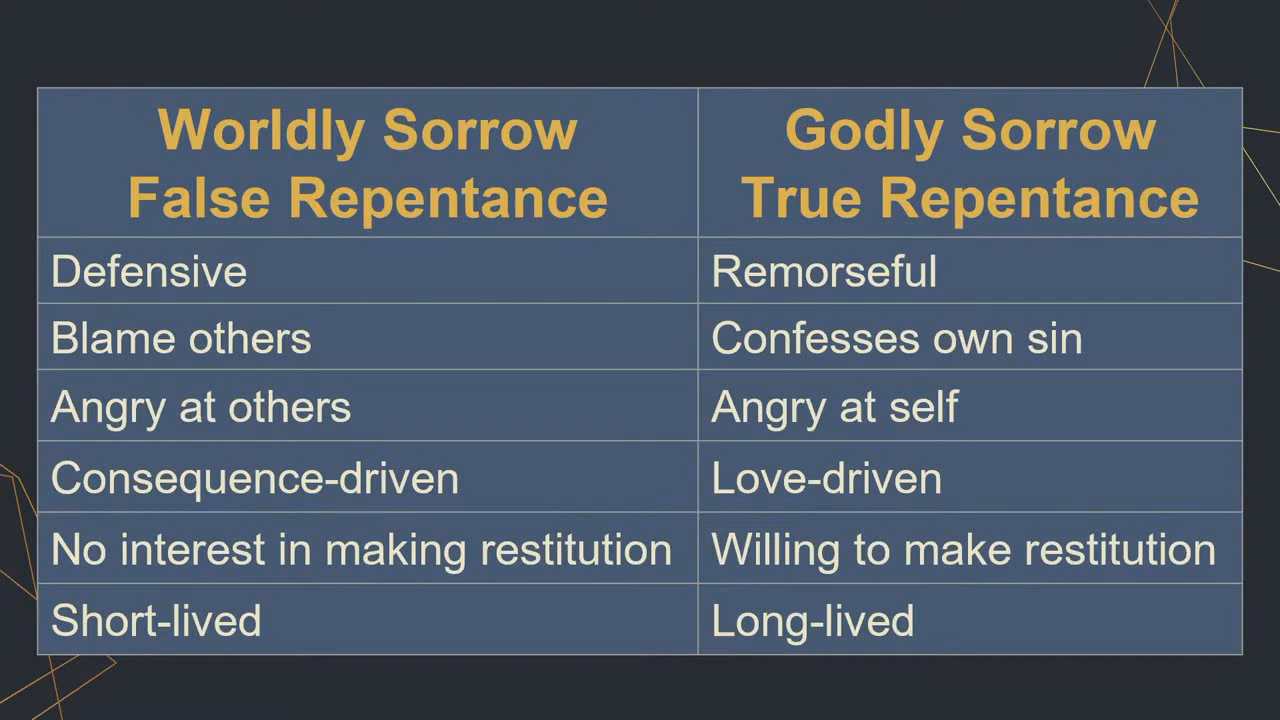 Worldly Sorrow
False Repentance
Godly Sorrow
True Repentance
Defensive
Remorseful
Blame others
Confesses own sin
Angry at others
Angry at self
Consequence-driven
Love-driven
No interest in making restitution
Willing to make restitution
Short-lived
Long-lived